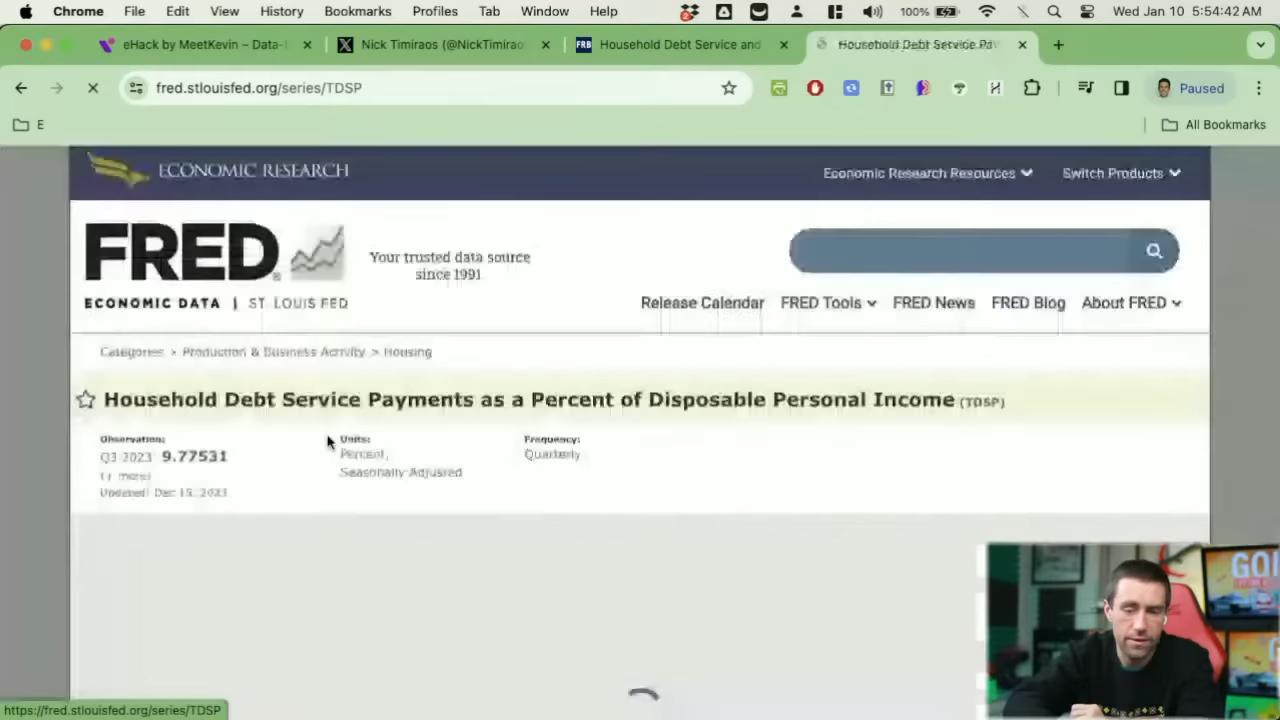 Chrome File Edit View History Bookmarks Profiles Tab Window Help 2 100% Wed Jan 10 5:54:42 AM
eHack by MeetKevin – Data-
Nick Timiraos (@NickTimirao
FRB Household Debt Service and
Household Debt Service Pa
fred.stlouisfed.org/series/TDSP
Paused
E
All Bookmarks
ECONOMIC RESEARCH
Economic Research Resources
Switch Products
FRED
Your trusted data source
since 1991
ECONOMIC DATA | ST. LOUIS FED
Release Calendar FRED Tools FRED News FRED Blog About FRED
Categories > Production & Business Activity > Housing
Household Debt Service Payments as a Percent of Disposable Personal Income (TDSP)
Observation:
Q3 2023 9.77531
Updated: Dec 15, 2023
Units:
Percent,
Seasonally Adjusted
Frequency:
Quarterly
https://fred.stlouisfed.org/series/TDSP